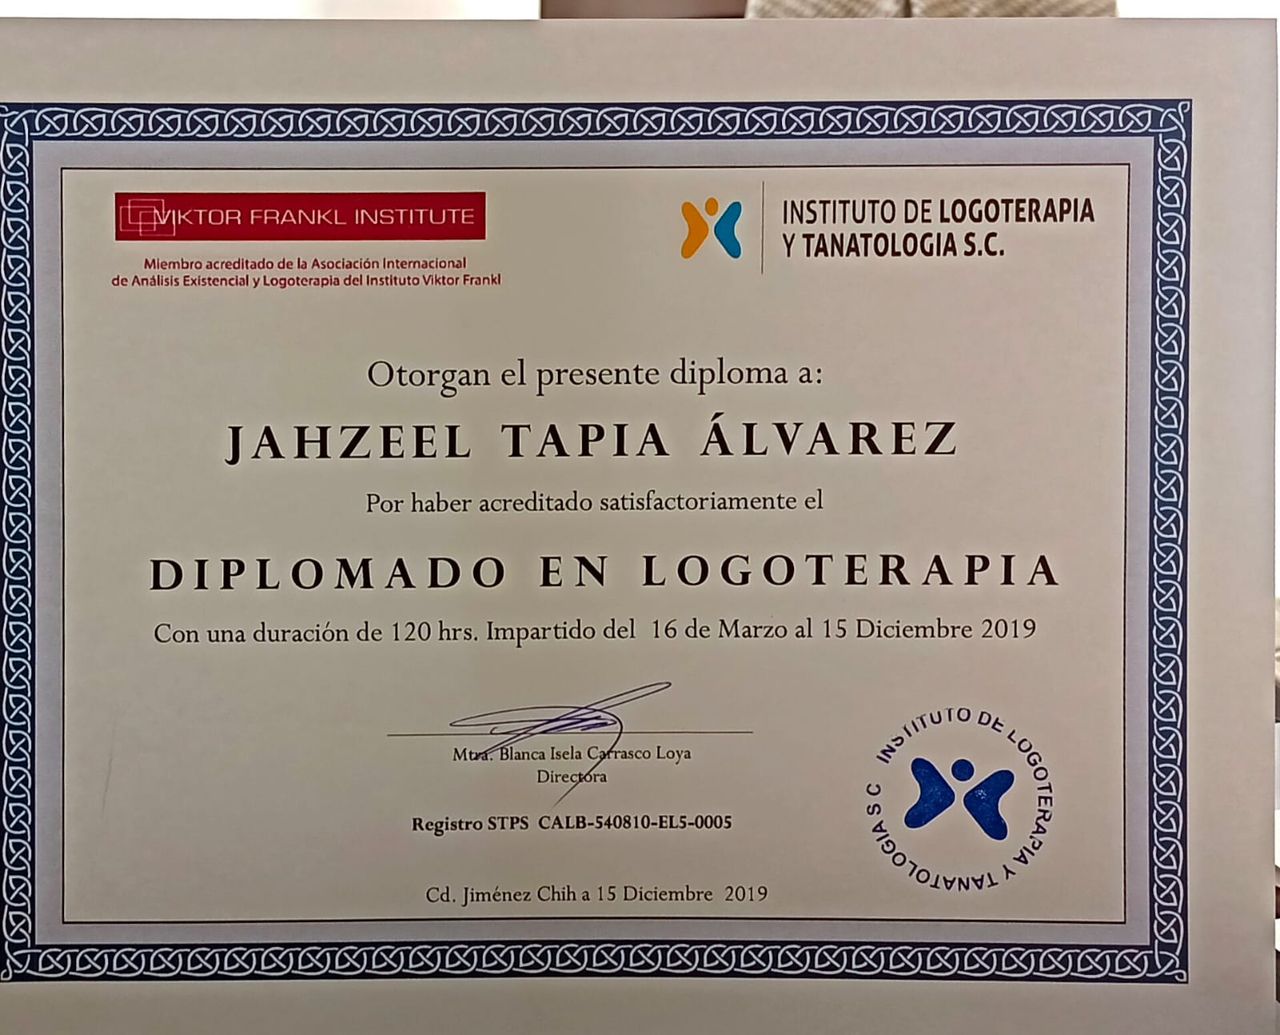 VIKTOR FRANKL INSTITUTE
Miembro acreditado de la Asociación Internacional
de Análisis Existencial y Logoterapia del Instituto Viktor Frankl
INSTITUTO DE LOGOTERAPIA
Y TANATOLOGIA S.C.
Otorgan el presente diploma a:
JAHZEEL TAPIA ÁLVAREZ
Por haber acreditado satisfactoriamente el
DIPLOMADO EN LOGOTERAPIA
Con una duración de 120 hrs. Impartido del 16 de Marzo al 15 Diciembre 2019
Mtra. Blanca Isela Carrasco Loya
Directora
Registro STPS CALB-540810-EL5-0005
Cd. Jiménez Chih a 15 Diciembre 2019
INSTITUTO DE LOGOTERAPIA Y TANATOLOGIA S C